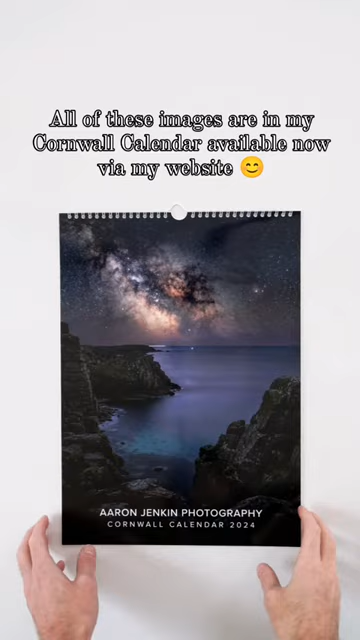 All of these images are in my
Cornwall Calendar available now
via my website 😊
AARON JENKIN PHOTOGRAPHY
CORNWALL CALENDAR 2024